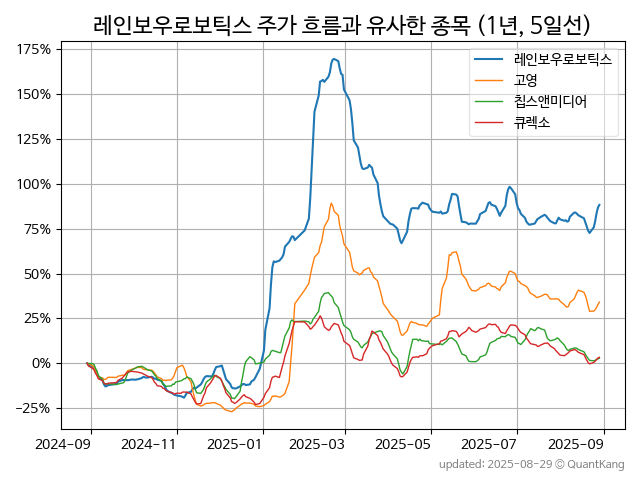 레인보우로보틱스 주가 흐름과 유사한 종목 (1년, 5일선)
175%
150%
125%
100%
75%
50%
25%
0%
−25%
레인보우로보틱스
고영
칩스앤미디어
큐렉소
2024-09
2024-11
2025-01
2025-03
2025-05
2025-07
2025-09
updated: 2025-08-29 © QuantKang